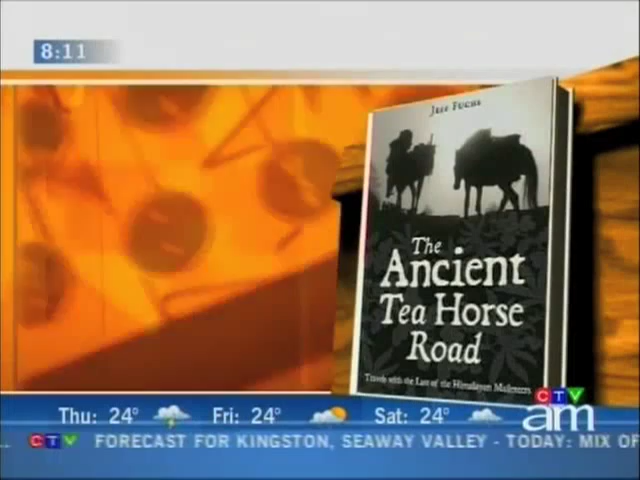 8:11
Jeff Fuchs
The
Ancient
Tea Horse
Road
Travels with the Last of the Himalayan Muleteers
CTV
am
Thu: 24° Fri: 24° Sat: 24°
CTV FORECAST FOR KINGSTON, SEAWAY VALLEY - TODAY: MIX OF